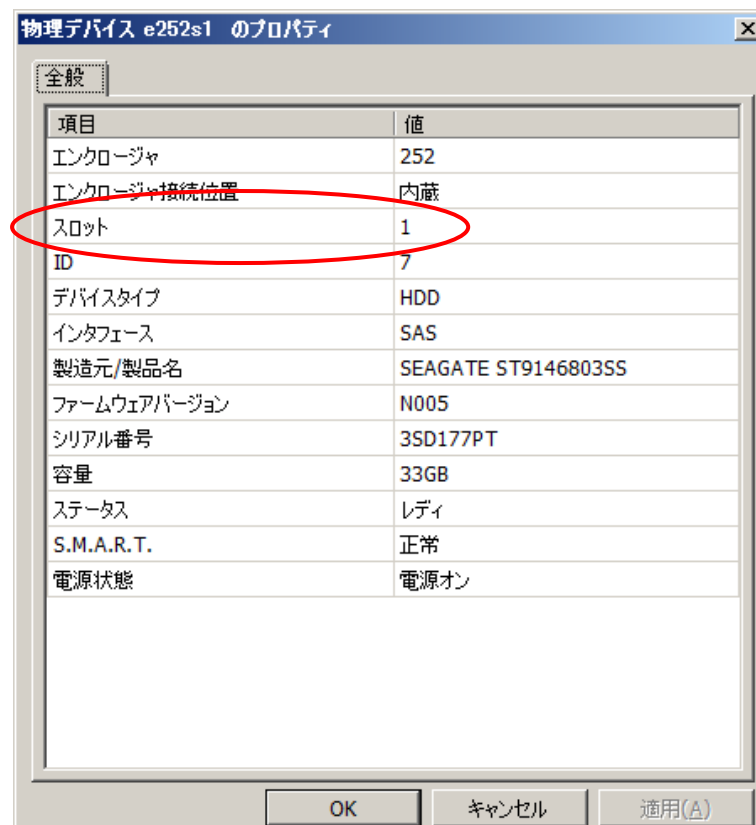 物理デバイス e252s1 のプロパティ
全般
項目 値
エンクロージャ 252
エンクロージャ接続位置 内蔵
スロット 1
ID 7
デバイスタイプ HDD
インタフェース SAS
製造元/製品名 SEAGATE ST9146803SS
ファームウェアバージョン N005
シリアル番号 3SD177PT
容量 33GB
ステータス レディ
S.M.A.R.T. 正常
電源状態 電源オン
OK キャンセル 適用(A)